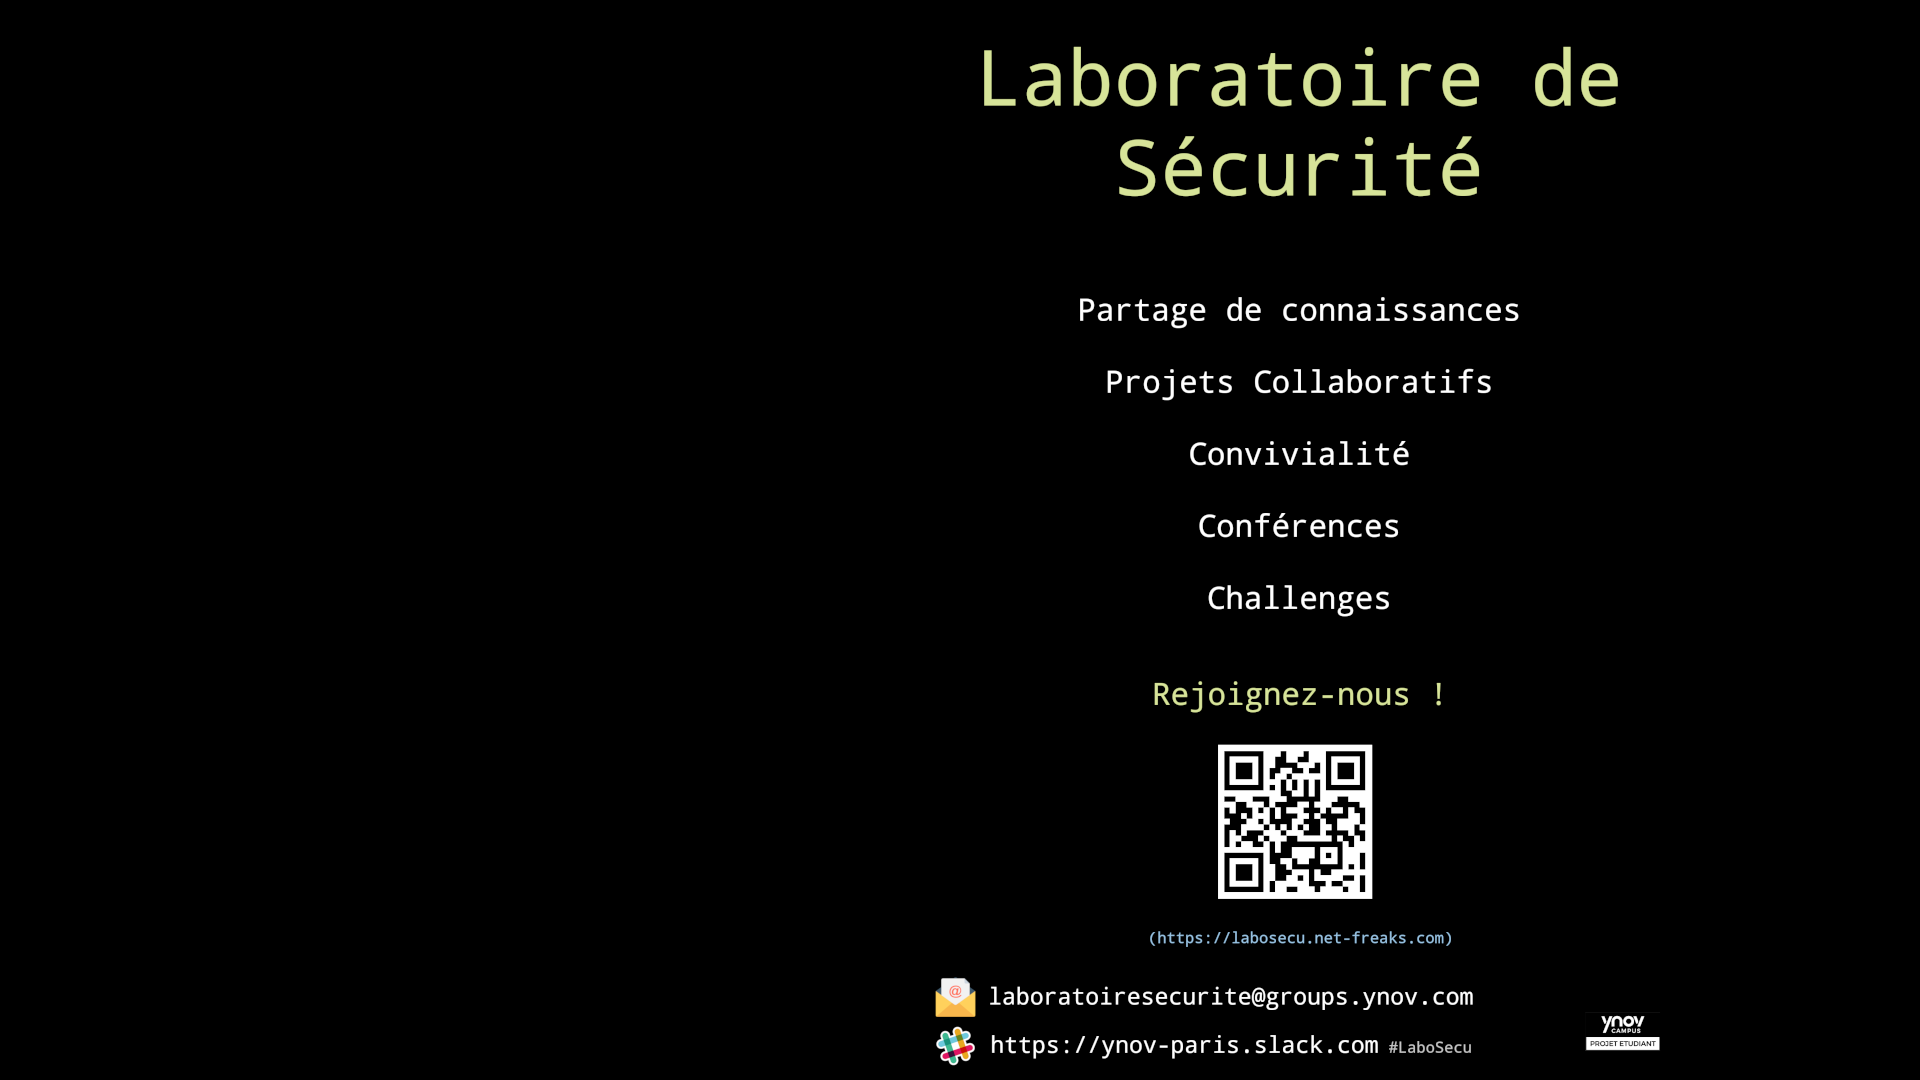 Laboratoire de
Sécurité
Partage de connaissances
Projets Collaboratifs
Convivialité
Conférences
Challenges
Rejoignez-nous !
(https://labosecu.net-freaks.com)
@
laboratoiresecurite@groups.ynov.com
https://ynov-paris.slack.com #LaboSecu
ynov
CAMPUS
PROJET ETUDIANT